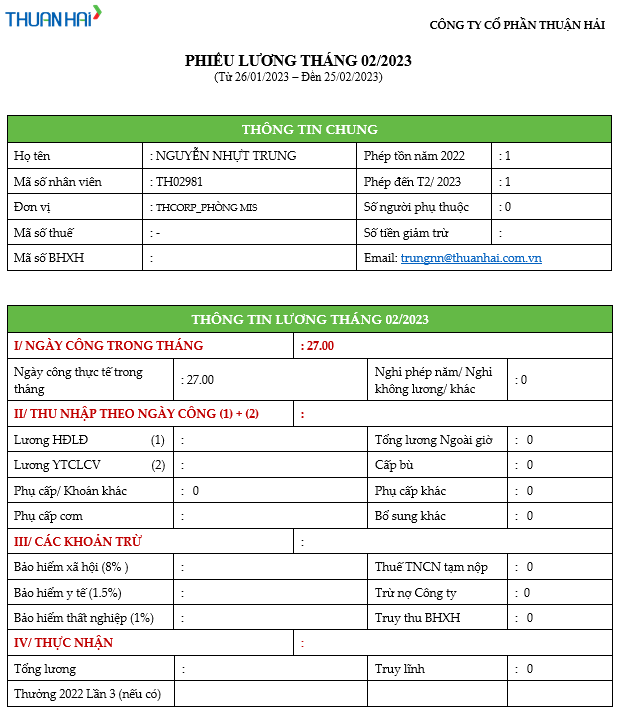 THUAN HAI
CÔNG TY CỔ PHẦN THUẬN HẢI
PHIẾU LƯƠNG THÁNG 02/2023
(Từ 26/01/2023 – Đến 25/02/2023)
THÔNG TIN CHUNG
Họ tên : NGUYỄN NHỰT TRUNG Phép tồn năm 2022 : 1
Mã số nhân viên : TH02981 Phép đến T2/ 2023 : 1
Đơn vị : THCORP_PHÒNG MIS Số người phụ thuộc : 0
Mã số thuế : - Số tiền giảm trừ :
Mã số BHXH : Email: trungnn@thuanhai.com.vn
THÔNG TIN LƯƠNG THÁNG 02/2023
I/ NGÀY CÔNG TRONG THÁNG : 27.00
Ngày công thực tế trong tháng : 27.00 Nghỉ phép năm/ Nghỉ không lương/ khác : 0
II/ THU NHẬP THEO NGÀY CÔNG (1) + (2) :
Lương HĐLĐ (1) : Tổng lương Ngoài giờ : 0
Lương YTCLCV (2) : Cấp bù : 0
Phụ cấp/ Khoán khác : 0 Phụ cấp khác : 0
Phụ cấp cơm : Bổ sung khác : 0
III/ CÁC KHOẢN TRỪ :
Bảo hiểm xã hội (8% ) : Thuế TNCN tạm nộp : 0
Bảo hiểm y tế (1.5%) : Trừ nợ Công ty : 0
Bảo hiểm thất nghiệp (1%) : Truy thu BHXH : 0
IV/ THỰC NHẬN :
Tổng lương : Truy lĩnh : 0
Thưởng 2022 Lần 3 (nếu có)